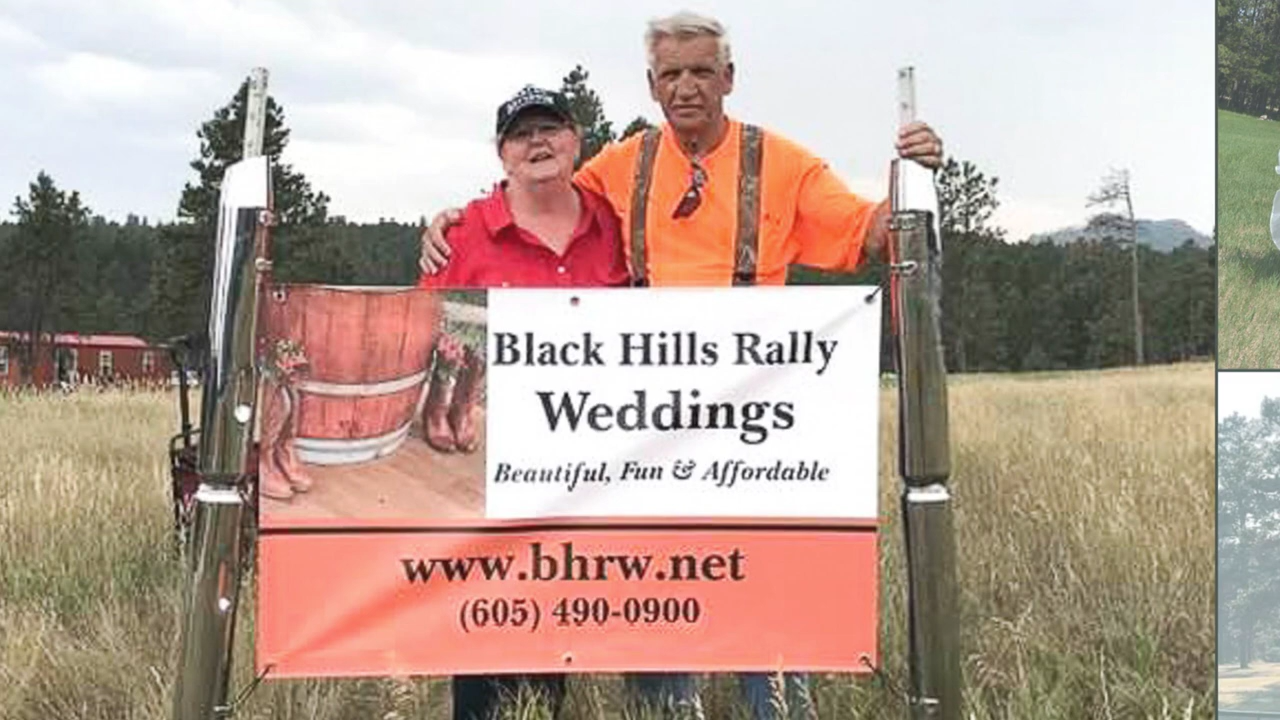 Black Hills Rally
Weddings
Beautiful, Fun & Affordable
www.bhrw.net
(605) 490-0900